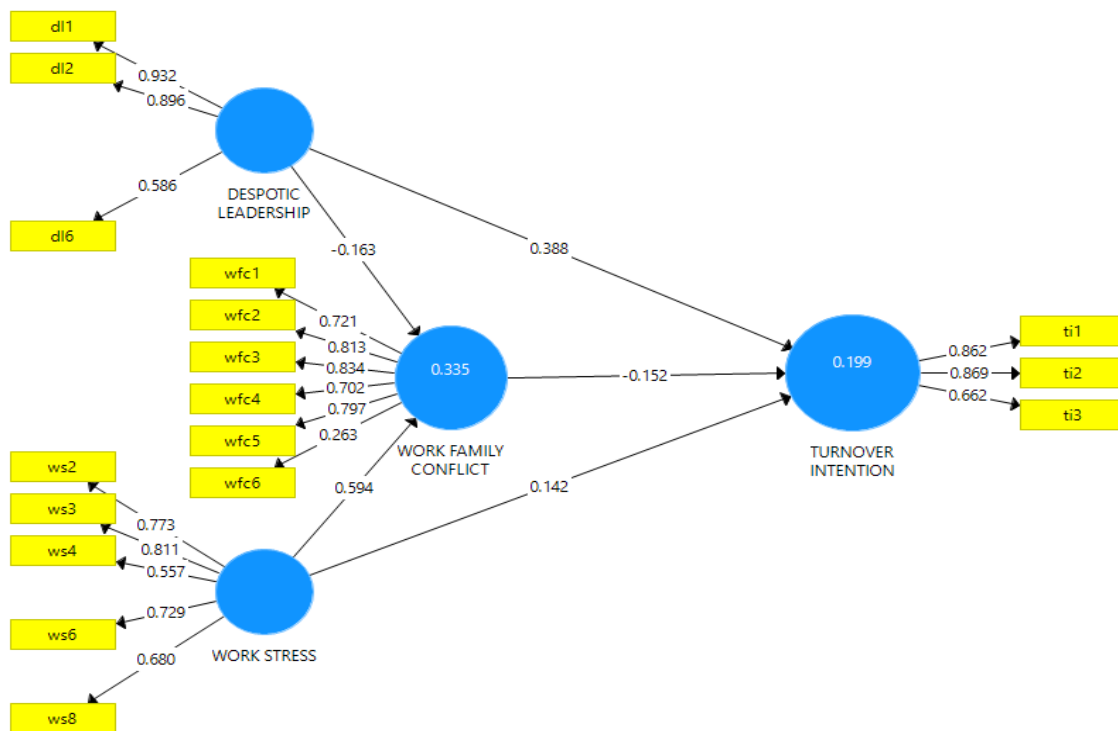 dl1
dl2
0.932
0.896
0.586
dl6
DESPOTIC
LEADERSHIP
-0.163
0.388
wfc1
wfc2
wfc3
wfc4
wfc5
wfc6
0.721
0.813
0.834
0.702
0.797
0.263
0.335
WORK FAMILY
CONFLICT
-0.152
0.199
TURNOVER
INTENTION
0.862
0.869
0.662
ti1
ti2
ti3
ws2
ws3
ws4
ws6
ws8
0.773
0.811
0.557
0.729
0.680
WORK STRESS
0.594
0.142